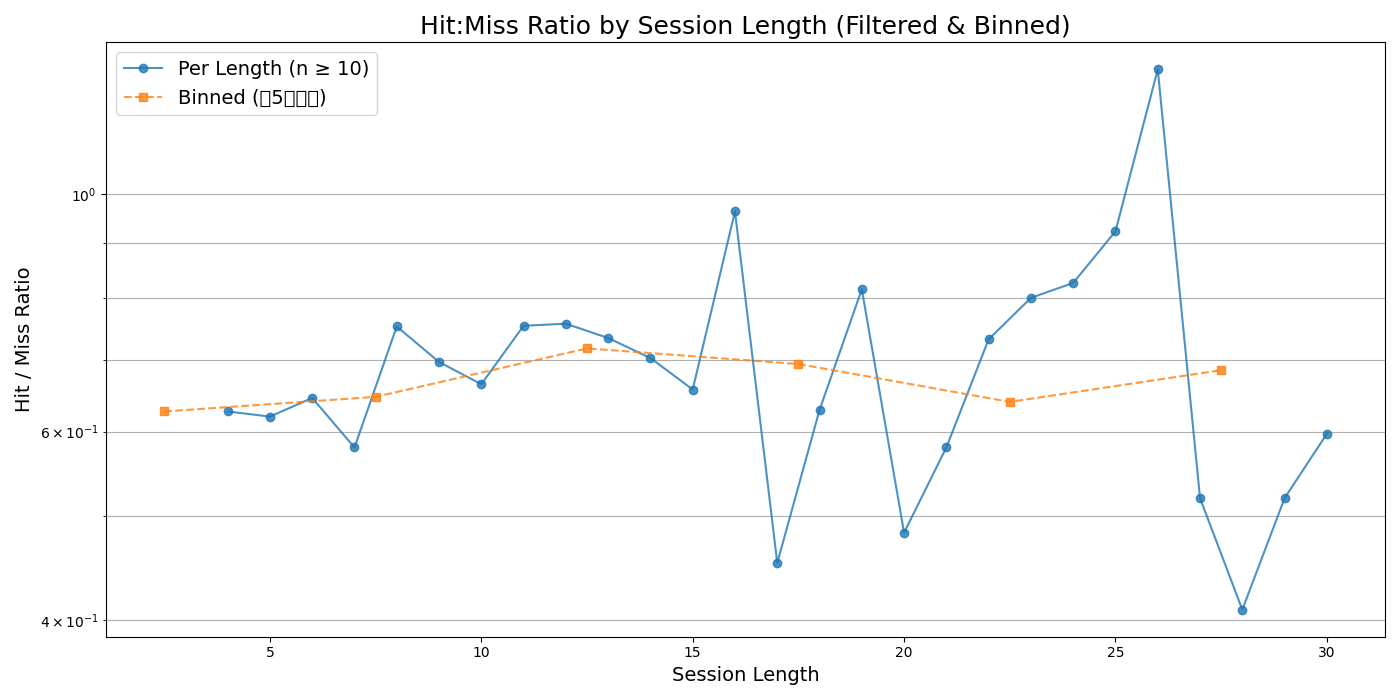 Hit:Miss Ratio by Session Length (Filtered & Binned)
Per Length (n ≥ 10)
Binned (▯5▯▯▯)
Hit / Miss Ratio
10⁰
6 × 10⁻¹
4 × 10⁻¹
5 10 15 20 25 30
Session Length